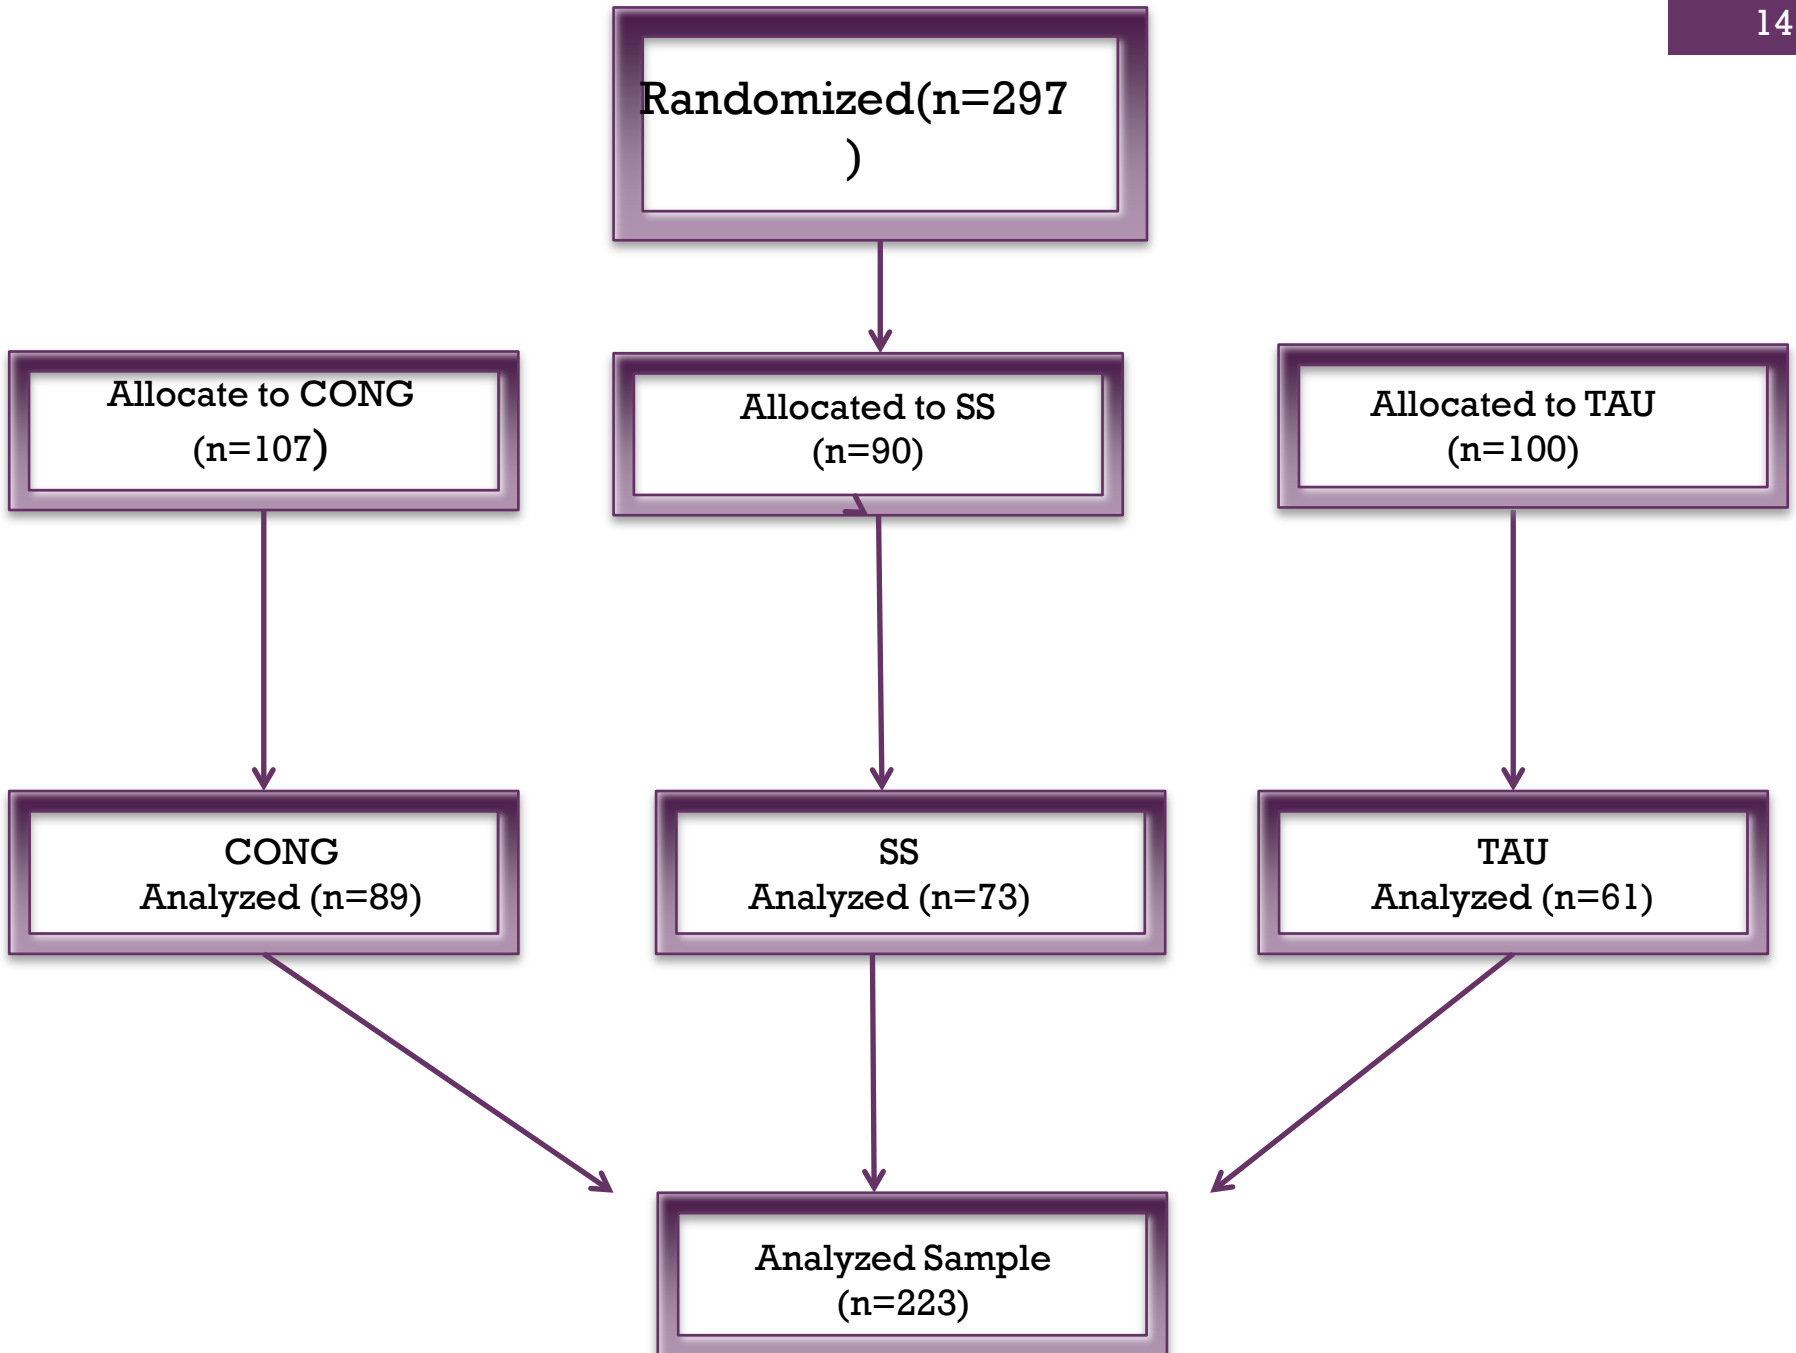 14
Randomized(n=297
)
Allocate to CONG
(n=107)
Allocated to SS
(n=90)
Allocated to TAU
(n=100)
CONG
Analyzed (n=89)
SS
Analyzed (n=73)
TAU
Analyzed (n=61)
Analyzed Sample
(n=223)